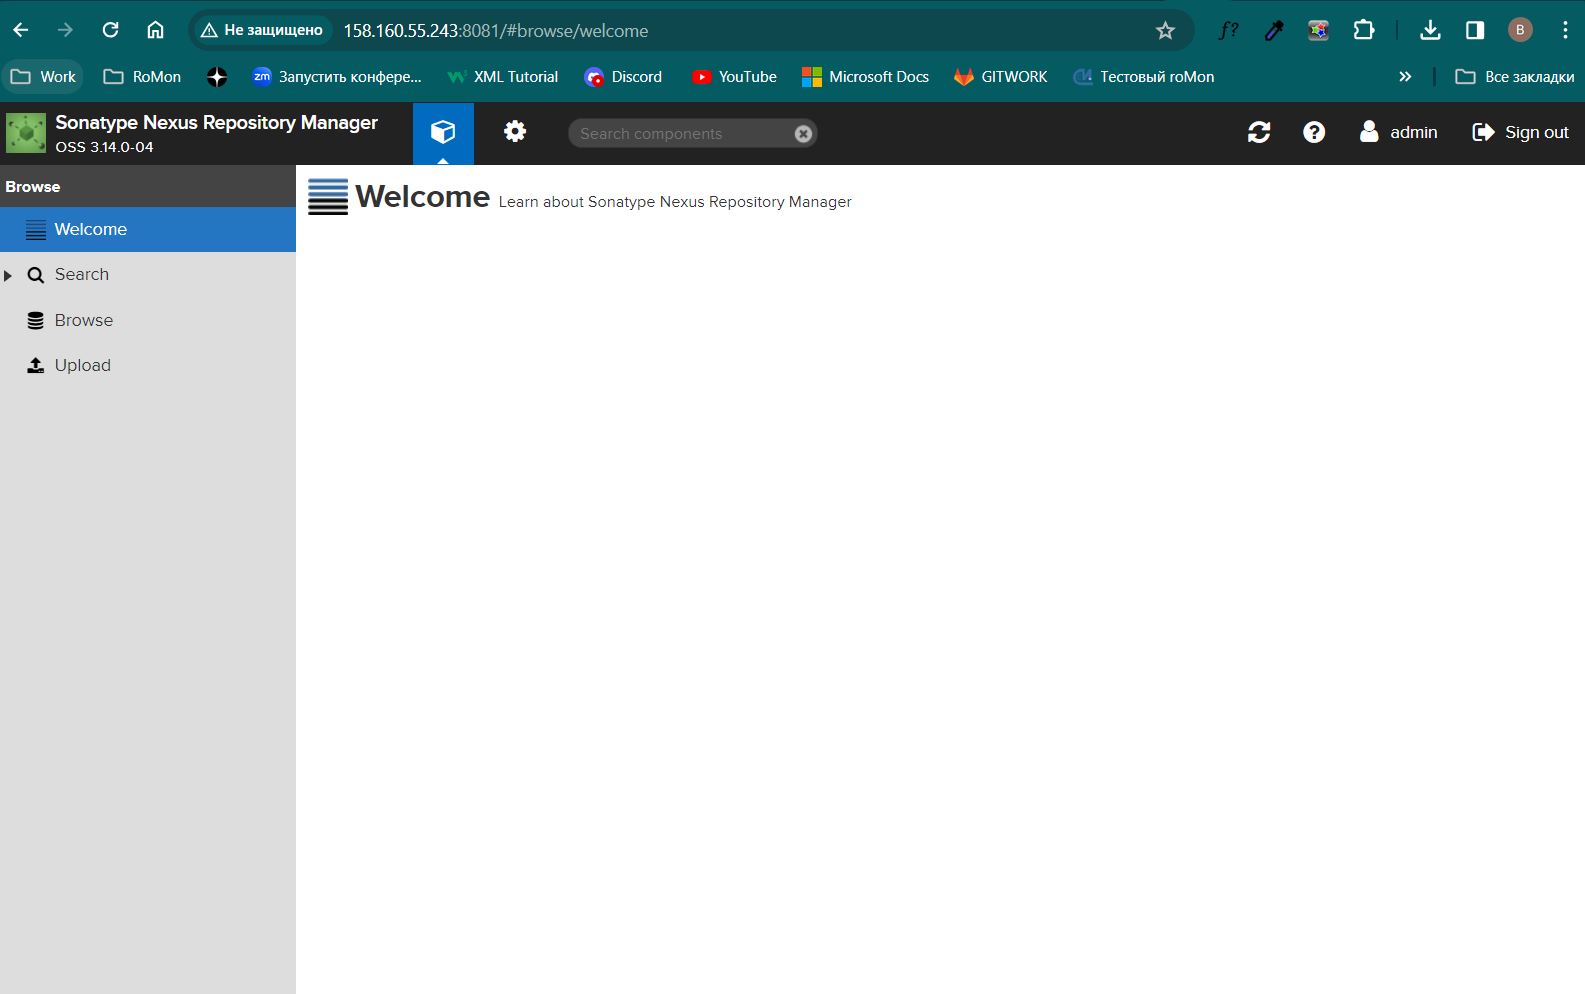 Не защищено 158.160.55.243:8081/#browse/welcome f? B
Work RoMon zm Запустить конфере... XML Tutorial Discord YouTube Microsoft Docs GITWORK Тестовый roMon » Все закладки
Sonatype Nexus Repository Manager
OSS 3.14.0-04
Search components
admin Sign out
Browse
Welcome Learn about Sonatype Nexus Repository Manager
Welcome
Search
Browse
Upload